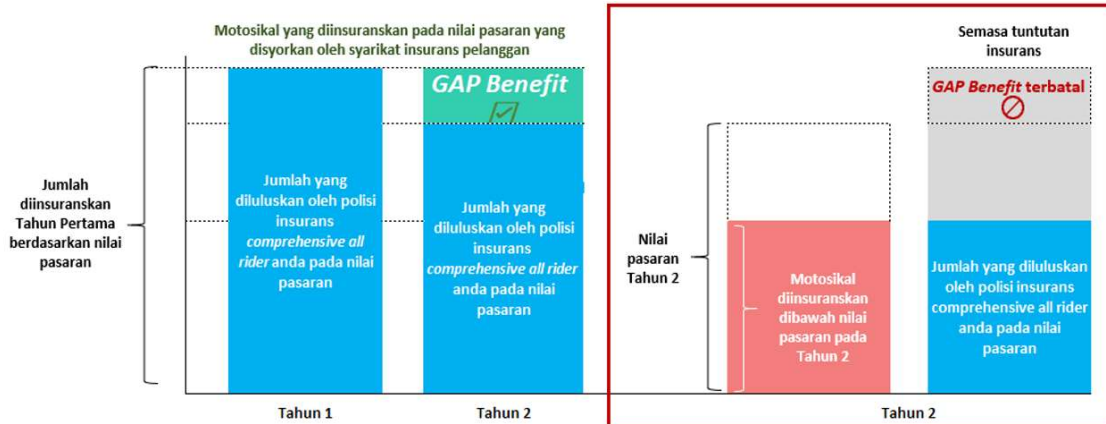 Motosikal yang diinsuranskan pada nilai pasaran yang
disyorkan oleh syarikat insurans pelanggan
GAP Benefit
Jumlah
diinsuranskan
Tahun Pertama
berdasarkan nilai
pasaran
Jumlah yang
diluluskan oleh polisi
insurans
comprehensive all
rider anda pada nilai
pasaran
Jumlah yang
diluluskan oleh polisi
insurans
comprehensive all rider
anda pada nilai
pasaran
Tahun 1
Tahun 2
Semasa tuntutan
insurans
GAP Benefit terbatal
Nilai
pasaran
Tahun 2
Motosikal
diinsuranskan
dibawah nilai
pasaran pada
Tahun 2
Jumlah yang diluluskan
oleh polisi insurans
comprehensive all rider
anda pada nilai
pasaran
Tahun 2